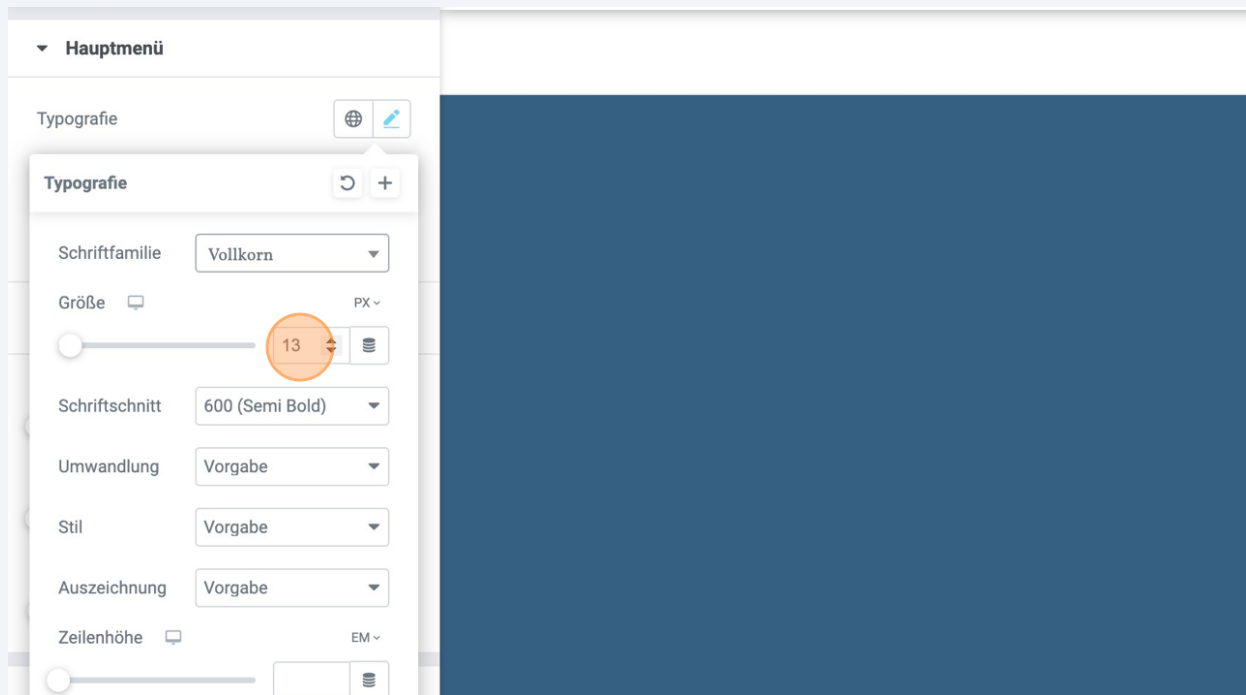 Hauptmenü
Typografie
Typografie
Schriftfamilie Vollkorn
Größe PX
13
Schriftschnitt 600 (Semi Bold)
Umwandlung Vorgabe
Stil Vorgabe
Auszeichnung Vorgabe
Zeilenhöhe EM